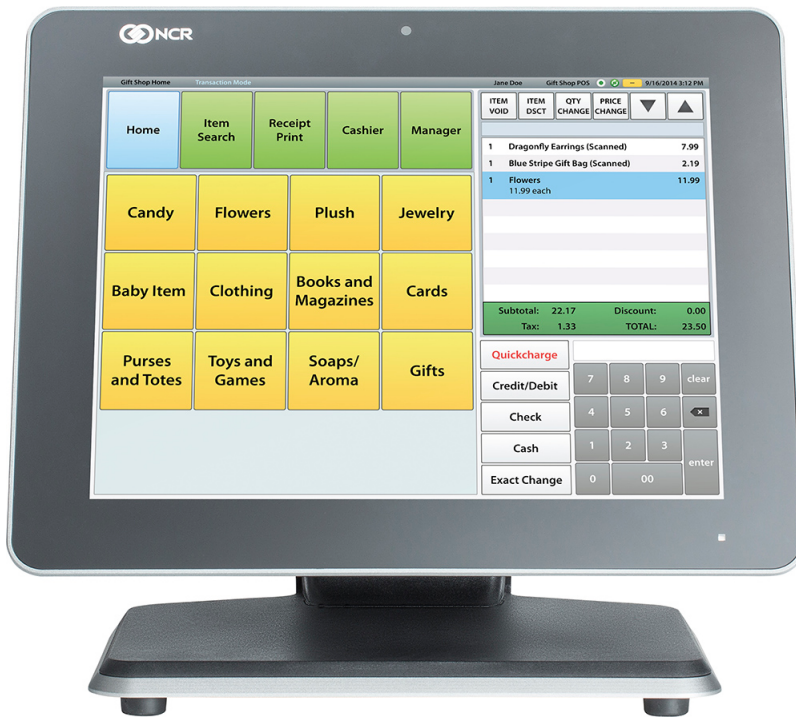 NCR
Gift Shop Home Transaction Mode Jane Doe Gift Shop POS 9/16/2014 3:12 PM
Home
Item
Search
Receipt
Print
Cashier
Manager
Candy
Flowers
Plush
Jewelry
Baby Item
Clothing
Books and
Magazines
Cards
Purses
and Totes
Toys and
Games
Soaps/
Aroma
Gifts
ITEM
VOID
ITEM
DSCT
QTY
CHANGE
PRICE
CHANGE
1 Dragonfly Earrings (Scanned) 7.99
1 Blue Stripe Gift Bag (Scanned) 2.19
1 Flowers 11.99
11.99 each
Subtotal: 22.17 Discount: 0.00
Tax: 1.33 TOTAL: 23.50
Quickcharge
Credit/Debit
Check
Cash
Exact Change
7 8 9 clear
4 5 6
1 2 3
enter
0 00